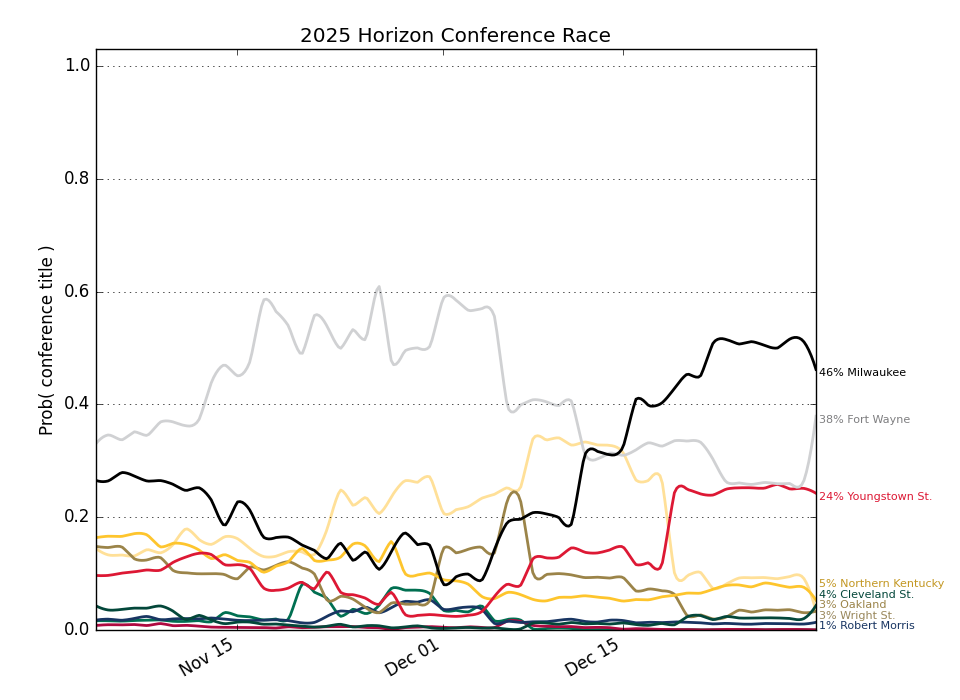 2025 Horizon Conference Race
Prob( conference title )
1.0
0.8
0.6
0.4
0.2
0.0
Nov 15
Dec 01
Dec 15
46% Milwaukee
38% Fort Wayne
24% Youngstown St.
5% Northern Kentucky
4% Cleveland St.
3% Oakland
3% Wright St.
1% Robert Morris